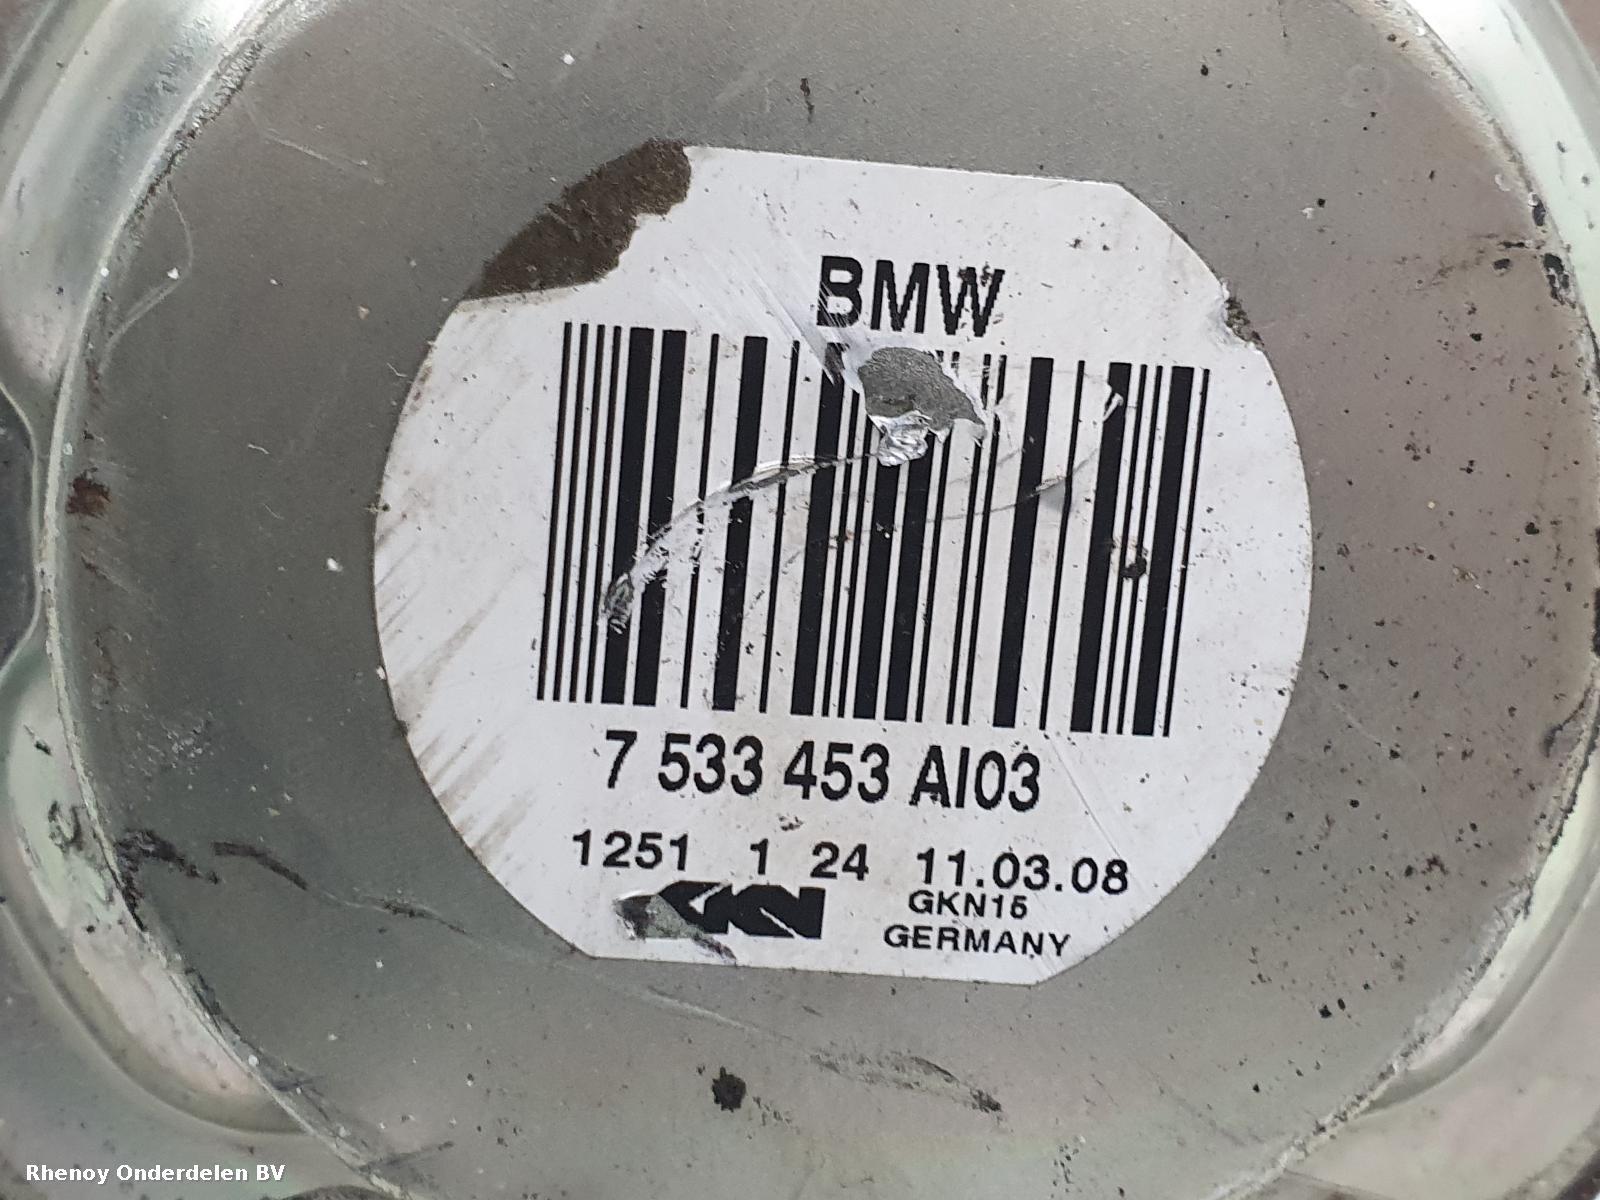 BMW
7 533 453 AI03
1251 1 24 11.03.08
GKN GKN15
GERMANY
Rhenoy Onderdelen BV